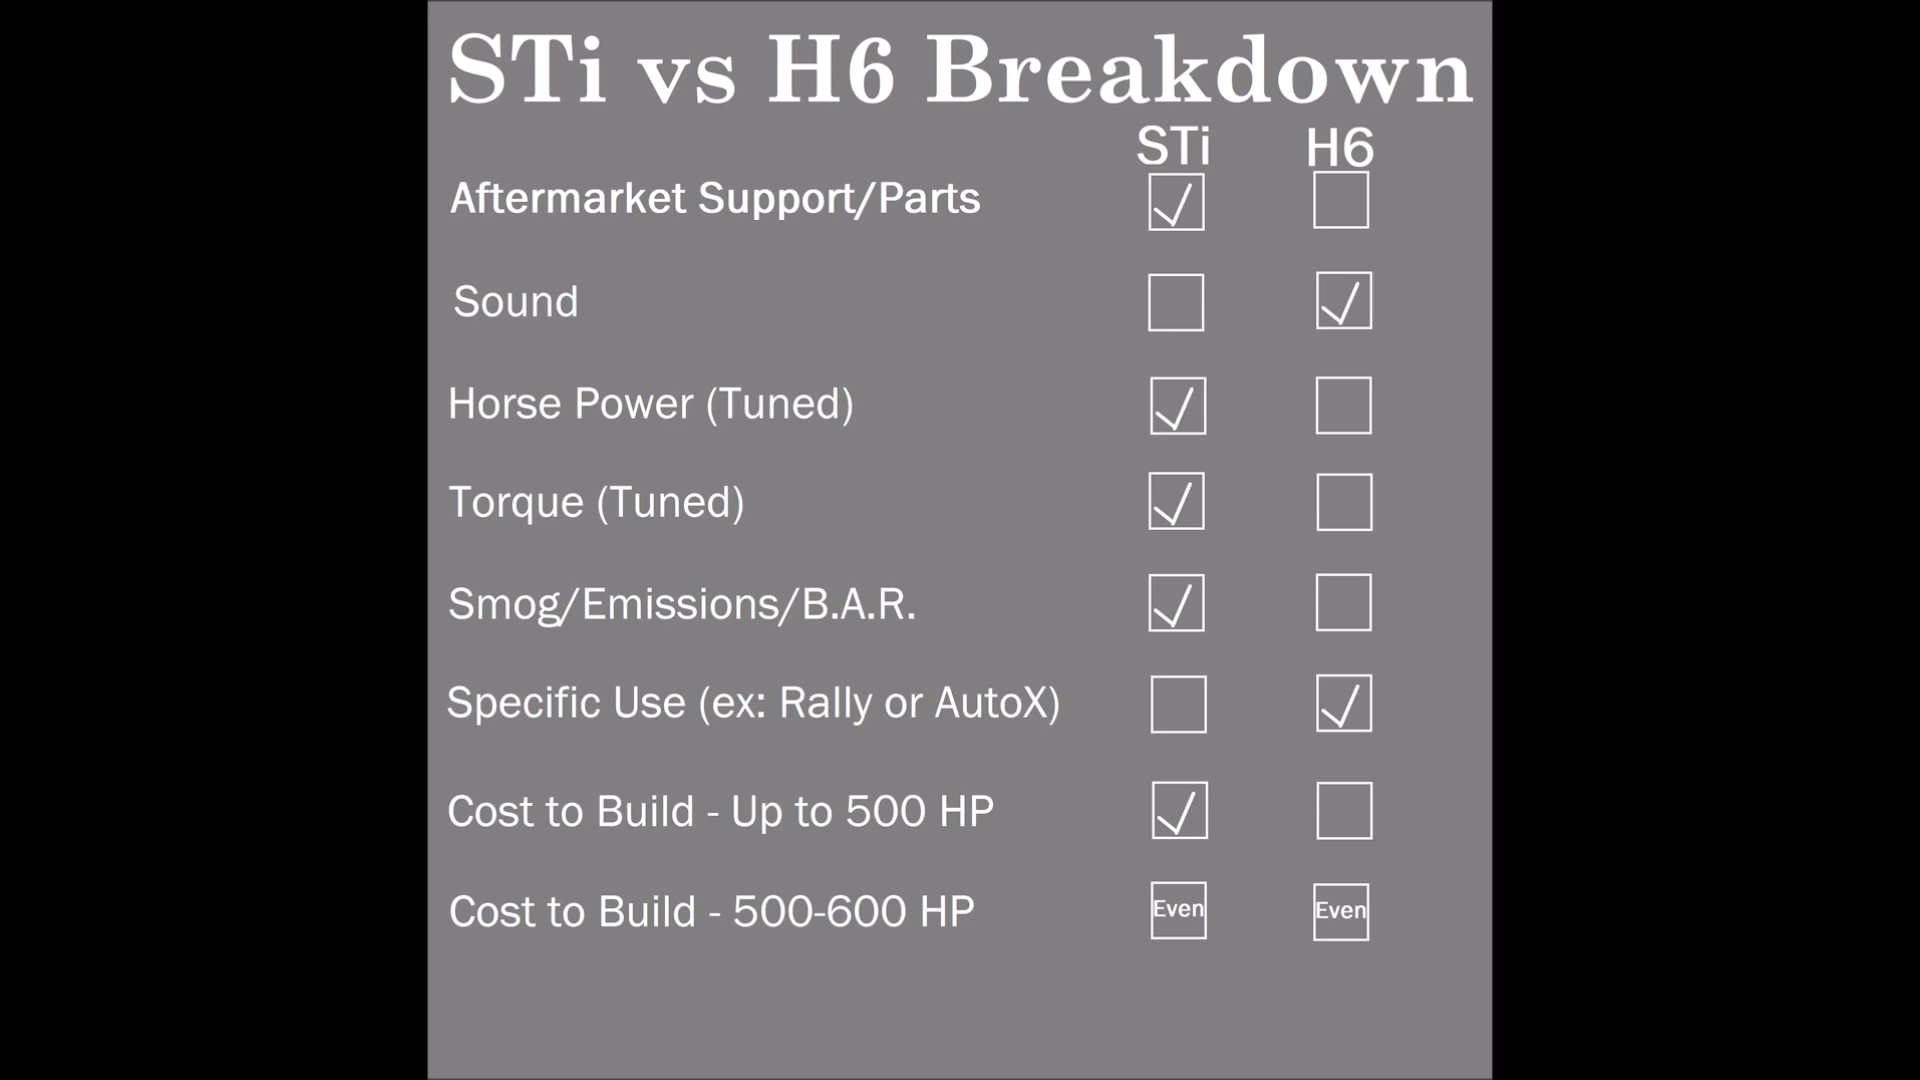 STi vs H6 Breakdown
STi H6
Aftermarket Support/Parts
Sound
Horse Power (Tuned)
Torque (Tuned)
Smog/Emissions/B.A.R.
Specific Use (ex: Rally or AutoX)
Cost to Build - Up to 500 HP
Cost to Build - 500-600 HP Even Even